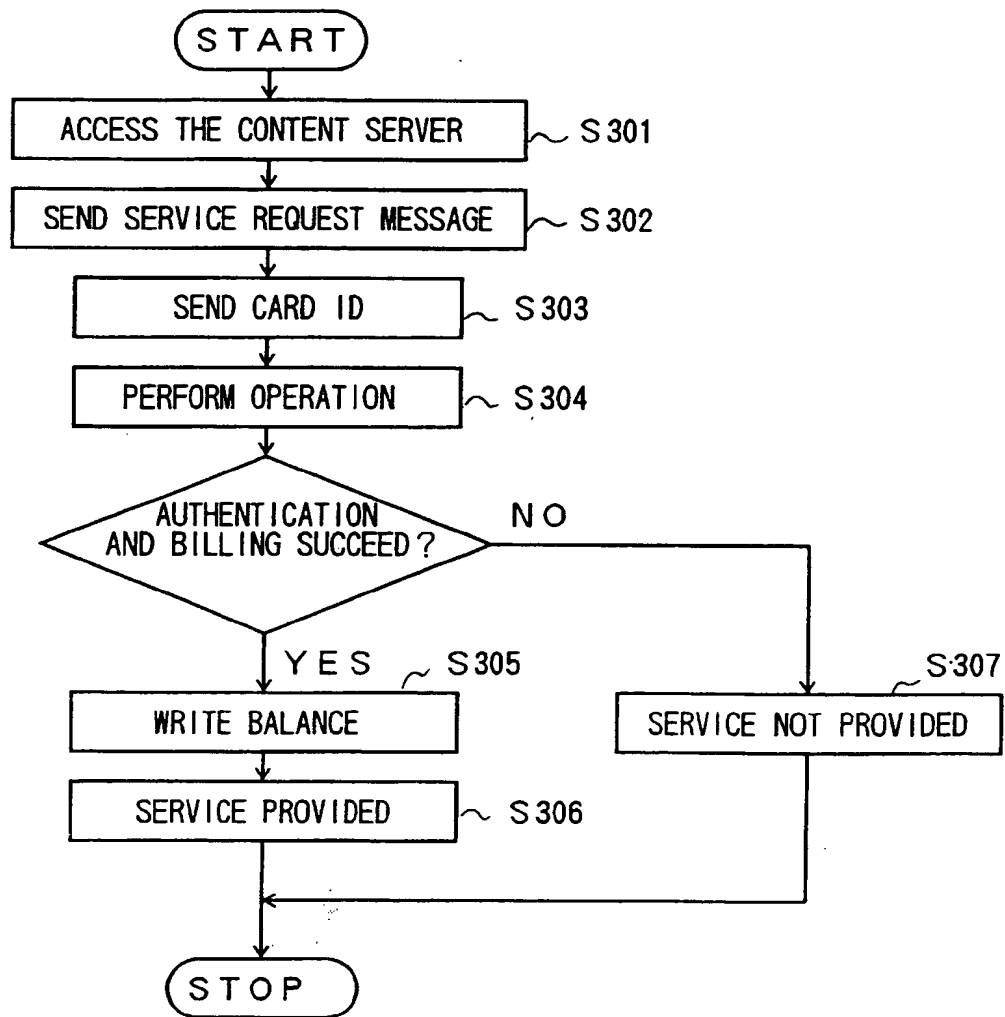 START
ACCESS THE CONTENT SERVER
S301
SEND SERVICE REQUEST MESSAGE
S302
SEND CARD ID
S303
PERFORM OPERATION
S304
AUTHENTICATION
AND BILLING SUCCEED?
NO
YES
S305
WRITE BALANCE
S307
SERVICE NOT PROVIDED
SERVICE PROVIDED
S306
STOP